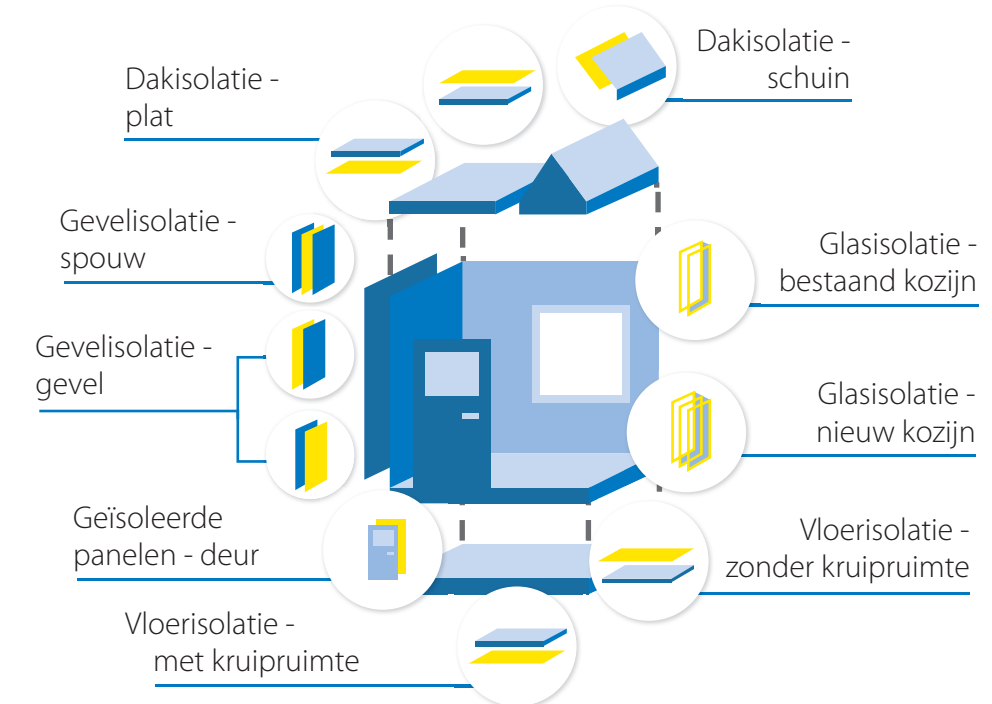 Dakisolatie -
plat
Dakisolatie -
schuin
Gevelisolatie -
spouw
Glasisolatie -
bestaand kozijn
Gevelisolatie -
gevel
Glasisolatie -
nieuw kozijn
Geïsoleerde
panelen - deur
Vloerisolatie -
zonder kruipruimte
Vloerisolatie -
met kruipruimte